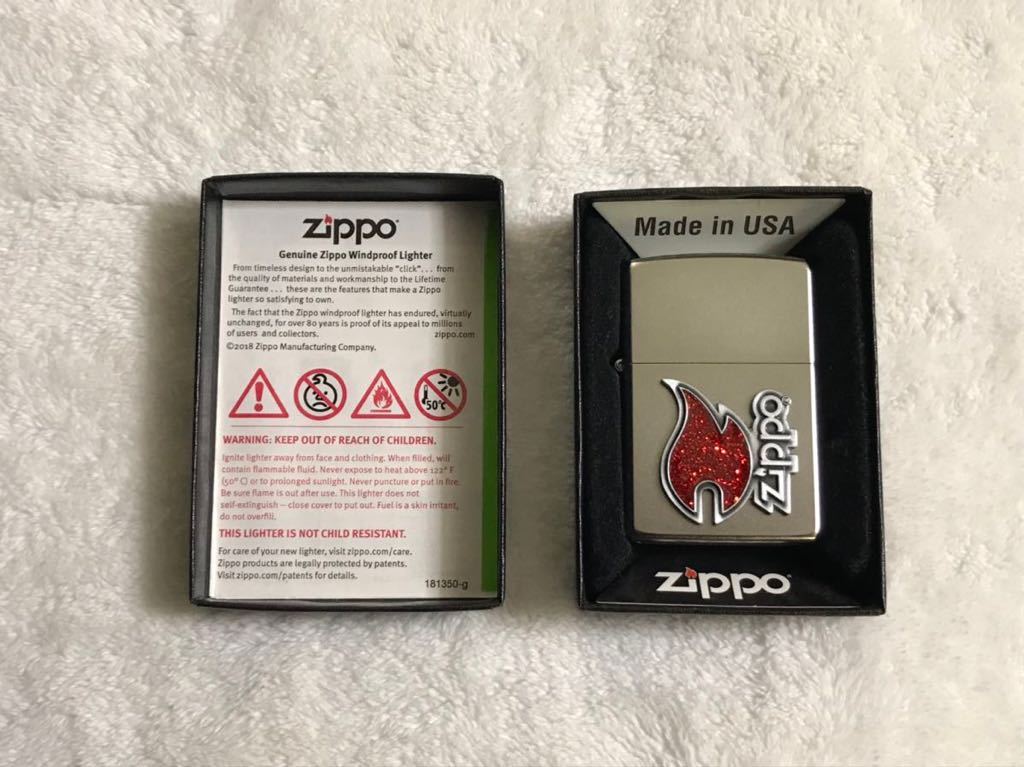 Zippo
Genuine Zippo Windproof Lighter
From timeless design to the unmistakable "click". . . from
the quality of materials and workmanship to the Lifetime
Guarantee . . . these are the features that make a Zippo
lighter so satisfying to own.
The fact that the Zippo windproof lighter has endured, virtually
unchanged, for over 80 years is proof of its appeal to millions
of users and collectors. zippo.com
©2018 Zippo Manufacturing Company.
50°C
WARNING: KEEP OUT OF REACH OF CHILDREN.
Ignite lighter away from face and clothing. When filled, will
contain flammable fluid. Never expose to heat above 122° F
(50° C) or to prolonged sunlight. Never puncture or put in fire.
Be sure flame is out after use. This lighter does not
self-extinguish – close cover to put out. Fuel is a skin irritant,
do not overfill.
THIS LIGHTER IS NOT CHILD RESISTANT.
For care of your new lighter, visit zippo.com/care.
Zippo products are legally protected by patents.
Visit zippo.com/patents for details.
181350-g
Made in USA
Zippo
Zippo